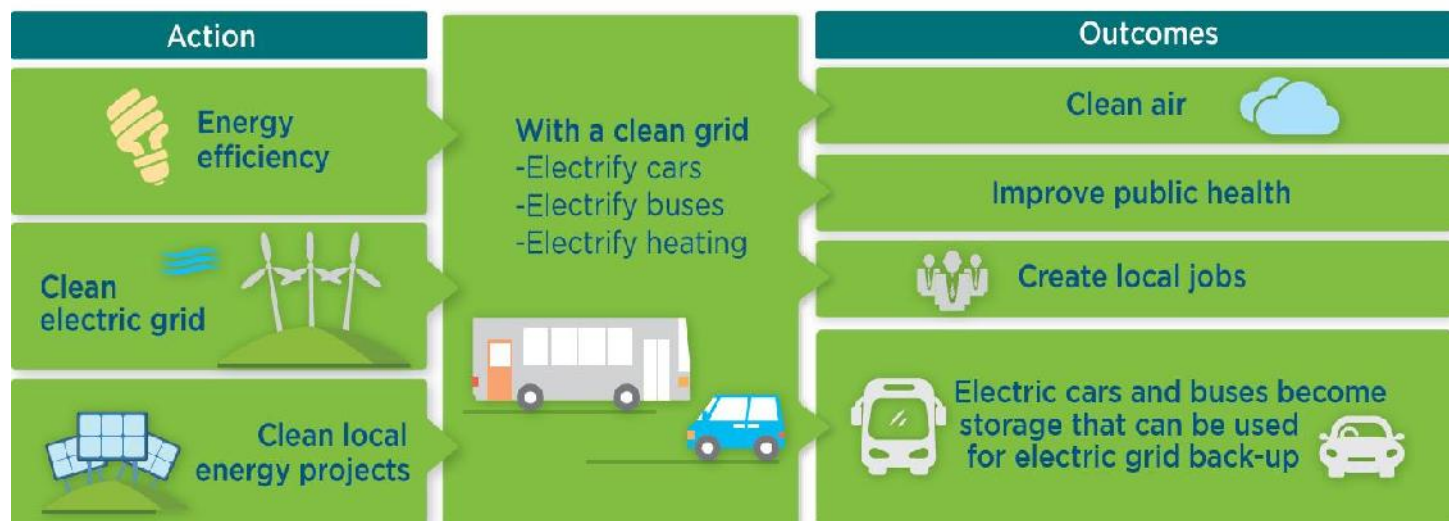 Action
Energy
efficiency
Clean
electric grid
Clean local
energy projects
With a clean grid
-Electrify cars
-Electrify buses
-Electrify heating
Outcomes
Clean air
Improve public health
Create local jobs
Electric cars and buses become
storage that can be used
for electric grid back-up